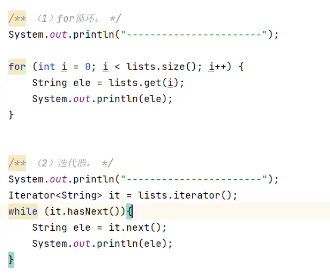 /** （1）for循环。 */
System.out.println("-----------------------");
for (int i = 0; i < lists.size(); i++) {
String ele = lists.get(i);
System.out.println(ele);
}
/** （2）迭代器。 */
System.out.println("-----------------------");
Iterator<String> it = lists.iterator();
while (it.hasNext()){
String ele = it.next();
System.out.println(ele);
}